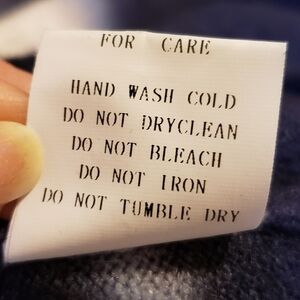 FOR CARE
HAND WASH COLD
DO NOT DRYCLEAN
DO NOT BLEACH
DO NOT IRON
DO NOT TUMBLE DRY